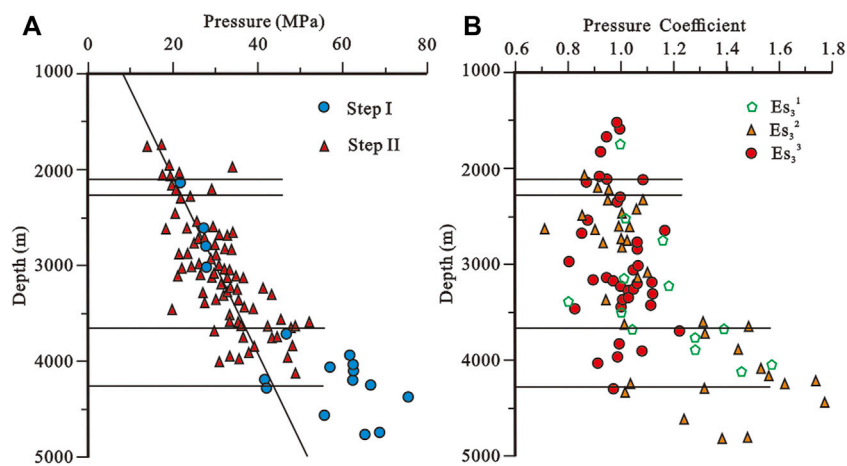 A
Pressure (MPa)
0 20 40 60 80
1000
2000
3000
4000
5000
Depth (m)
Step I
Step II
B
Pressure Coefficient
0.6 0.8 1.0 1.2 1.4 1.6 1.8
1000
2000
3000
4000
5000
Depth (m)
Es₃¹
Es₃²
Es₃³